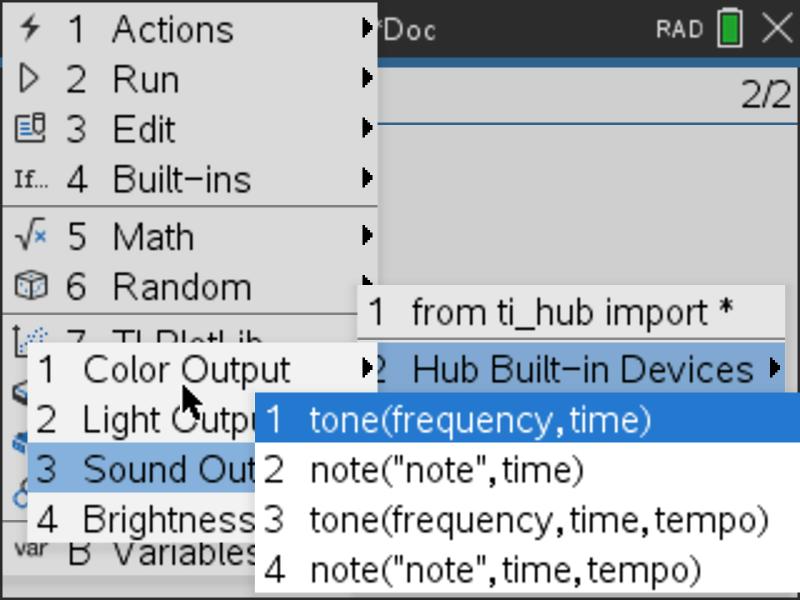 1 Actions
2 Run
3 Edit
If... 4 Built-ins
√x 5 Math
6 Random
7 TI PlotLib
var B Variables
*Doc RAD
2/2
1 from ti_hub import *
2 Hub Built-in Devices
1 Color Output
2 Light Outpu
3 Sound Out
4 Brightness
1 tone(frequency,time)
2 note("note",time)
3 tone(frequency,time,tempo)
4 note("note",time,tempo)